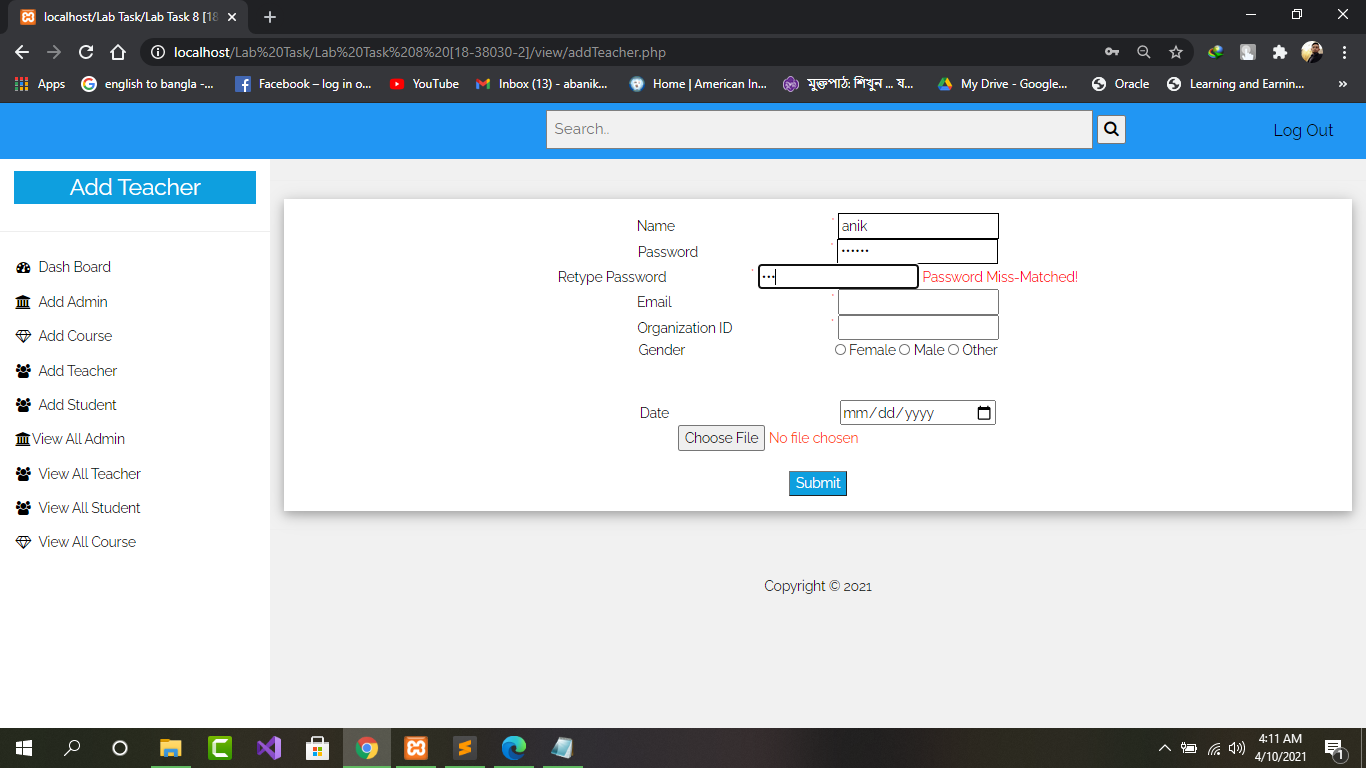 localhost/Lab Task/Lab Task 8 [18
localhost/Lab%20Task/Lab%20Task%208%20[18-38030-2]/view/addTeacher.php
Apps english to bangla -... Facebook – log in o... YouTube Inbox (13) - abanik... Home | American In... মুক্তপাঠ: শিখুন ... য... My Drive - Google... Oracle Learning and Earnin... »
Search.. Log Out
Add Teacher
Dash Board
Add Admin
Add Course
Add Teacher
Add Student
View All Admin
View All Teacher
View All Student
View All Course
Name * anik
Password * ••••••
Retype Password * ••• Password Miss-Matched!
Email *
Organization ID *
Gender Female Male Other
Date mm/dd/yyyy
Choose File No file chosen
Submit
Copyright © 2021
4:11 AM
4/10/2021
1